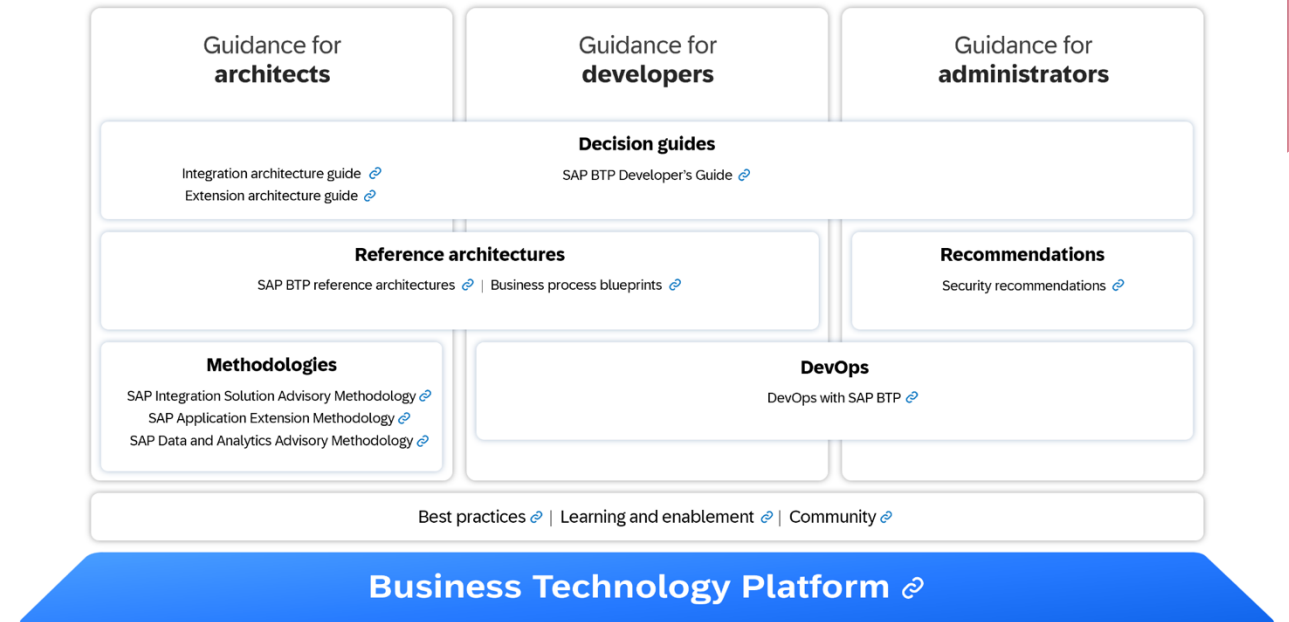 Guidance for
architects
Guidance for
developers
Guidance for
administrators
Decision guides
Integration architecture guide
Extension architecture guide
SAP BTP Developer's Guide
Reference architectures
SAP BTP reference architectures | Business process blueprints
Recommendations
Security recommendations
Methodologies
SAP Integration Solution Advisory Methodology
SAP Application Extension Methodology
SAP Data and Analytics Advisory Methodology
DevOps
DevOps with SAP BTP
Best practices | Learning and enablement | Community
Business Technology Platform